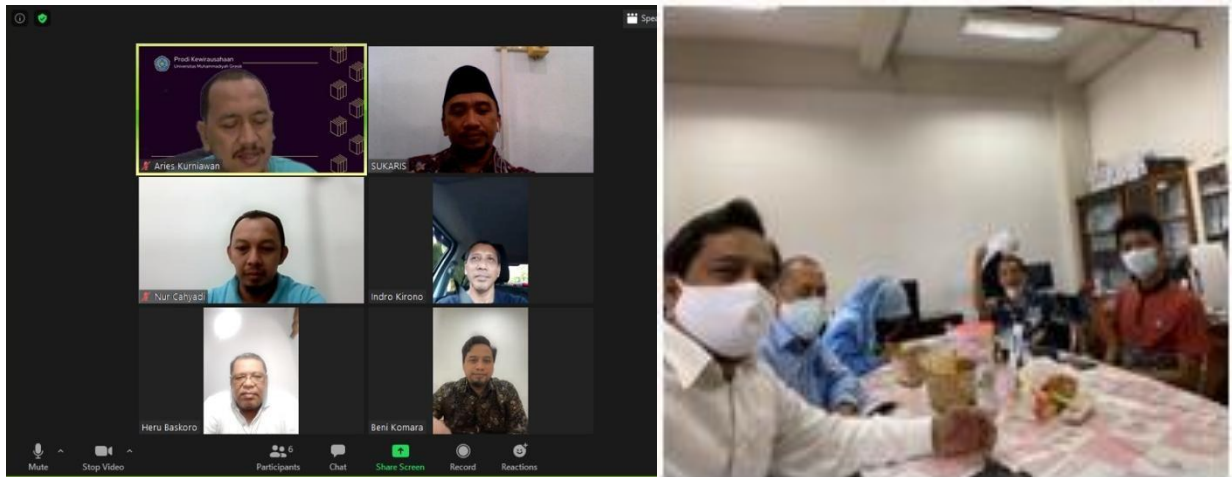 Spea
Prodi Kewirausahaan
Universitas Muhammadiyah Gresik
Aries Kurniawan
SUKARIS
Nur Cahyadi
Indro Kirono
Heru Baskoro
Beni Komara
6
Mute
Stop Video
Participants
Chat
Share Screen
Record
Reactions